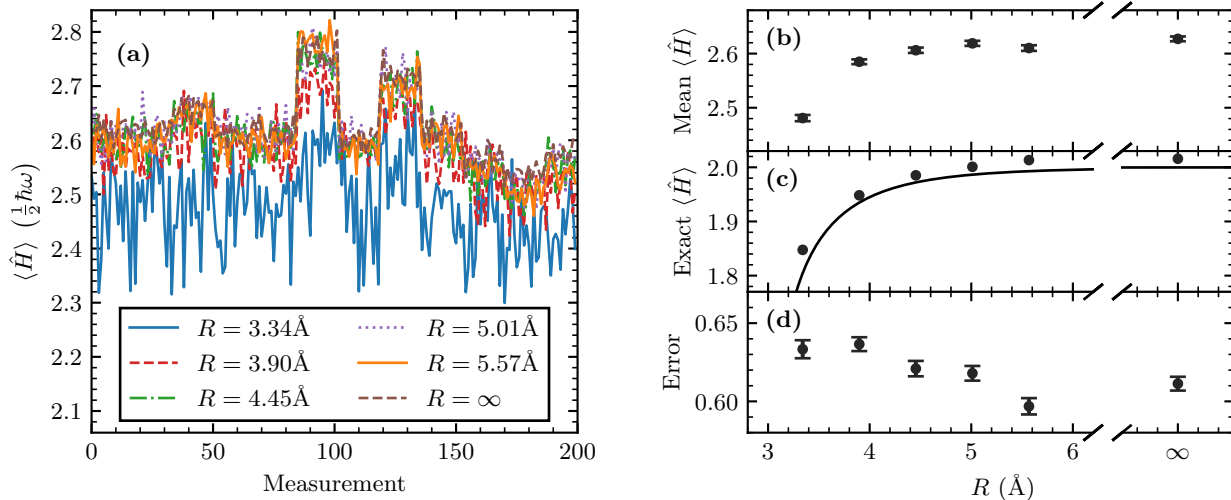 (a)
⟨Ĥ⟩ (½ℏω)
2.8
2.7
2.6
2.5
2.4
2.3
2.2
2.1
R = 3.34Å
R = 3.90Å
R = 4.45Å
R = 5.01Å
R = 5.57Å
R = ∞
0 50 100 150 200
Measurement
(b)
Mean ⟨Ĥ⟩
2.6
2.5
(c)
Exact ⟨Ĥ⟩
2.0
1.9
1.8
(d)
Error
0.65
0.60
3 4 5 6 ∞
R (Å)